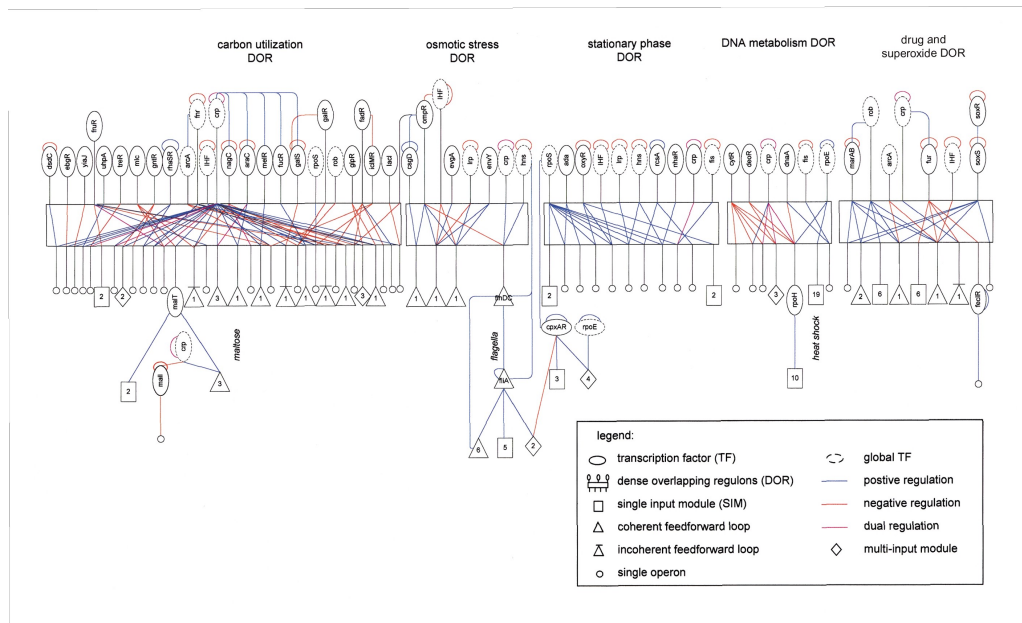 carbon utilization
DOR
osmotic stress
DOR
stationary phase
DOR
DNA metabolism DOR
drug and
superoxide DOR
fnr
crp
galR
fadR
fruR
dsdC
ebgR
yiaJ
uhpA
treR
mlc
gntR
rhaSR
arcA
IHF
nagC
araC
melR
fucR
galS
rpoS
rob
glpR
idMR
lacI
IHF
ompR
csgD
evgA
lrp
envY
crp
hns
rpoS
ada
oxyR
IHF
lrp
hns
rcsA
rhaR
crp
fis
cytR
deoR
crp
dnaA
fis
rpoE
rob
crp
soxR
marAB
arcA
fur
IHF
soxS
2
2
malT
1
3
1
1
1
1
1
3
1
1
1
1
flhDC
2
2
3
rpoH
19
2
6
1
6
1
1
fecIR
crp
malI
2
3
maltose
flagella
fliA
6
5
2
cpxAR
rpoE
3
4
10
heat shock
legend:
transcription factor (TF)
global TF
dense overlapping regulons (DOR)
postive regulation
single input module (SIM)
negative regulation
coherent feedforward loop
dual regulation
incoherent feedforward loop
multi-input module
single operon